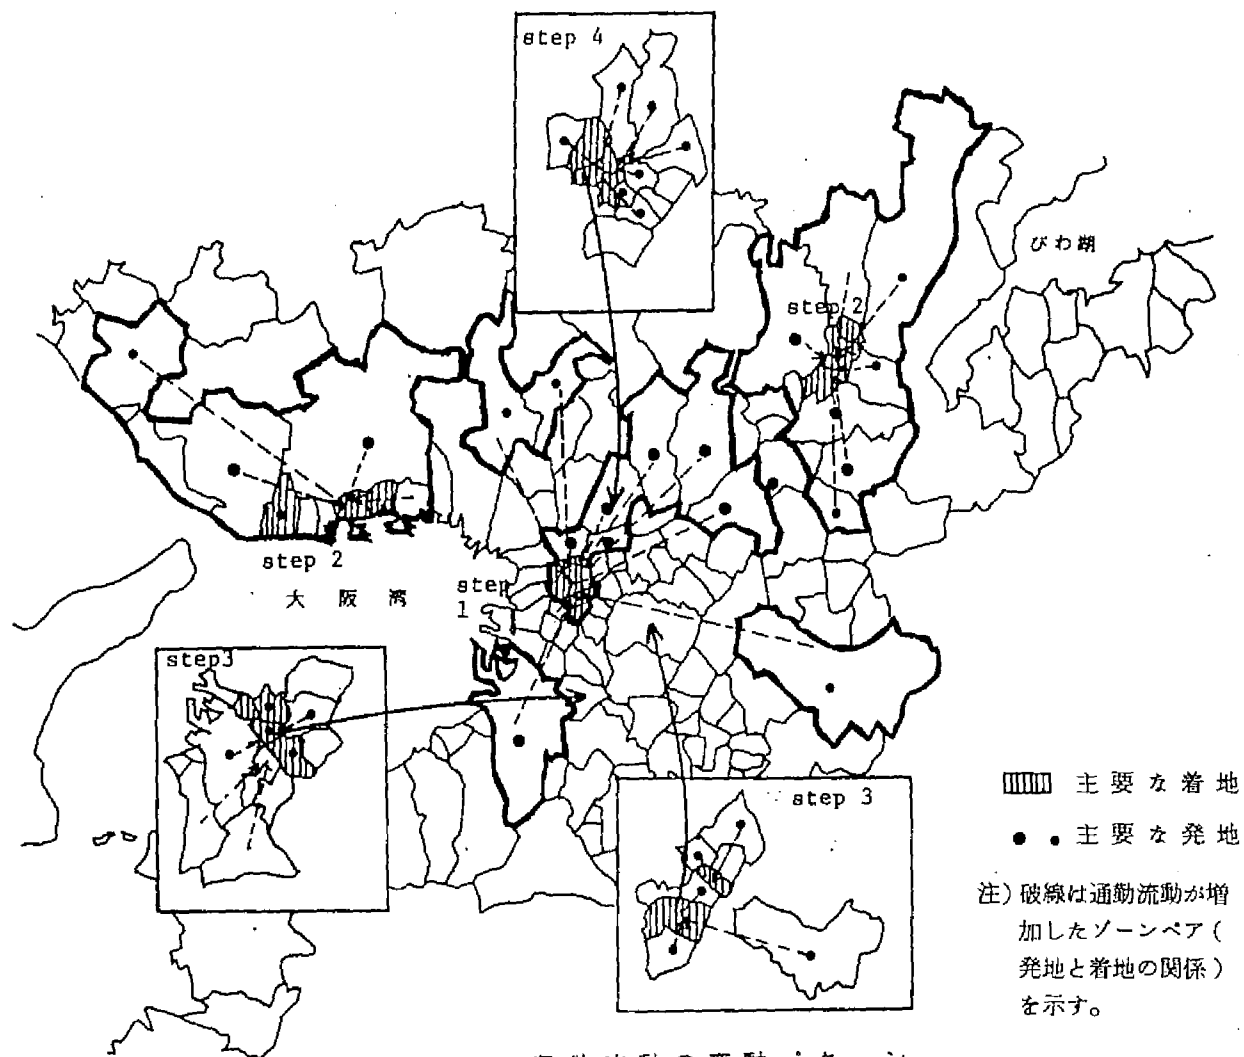 step 4
びわ湖
step 2
step 2
大阪湾
step
1
step3
step 3
主要な着地
主要な発地
注) 破線は通勤流動が増
加したゾーンペア (
発地と着地の関係)
を示す。